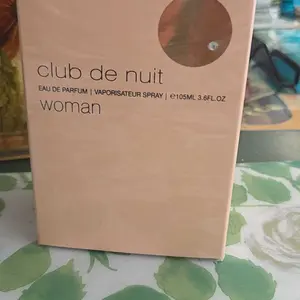 club de nuit
EAU DE PARFUM | VAPORISATEUR SPRAY | ℮105ML 3.6FL.OZ
woman